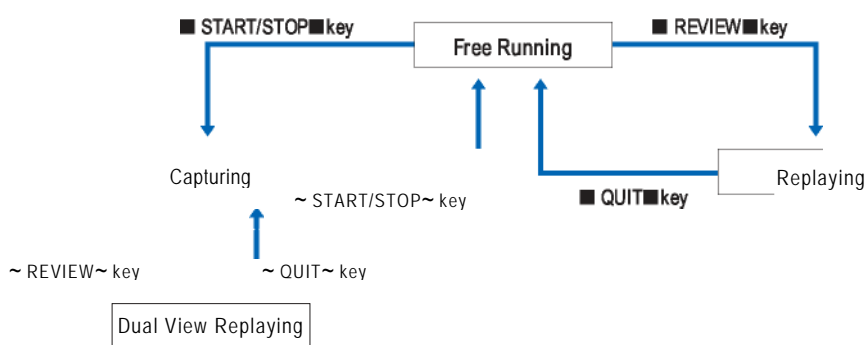 ■ START/STOP■key
Free Running
■ REVIEW■key
Capturing
Replaying
~ START/STOP~ key
■ QUIT■key
~ REVIEW~ key
~ QUIT~ key
Dual View Replaying